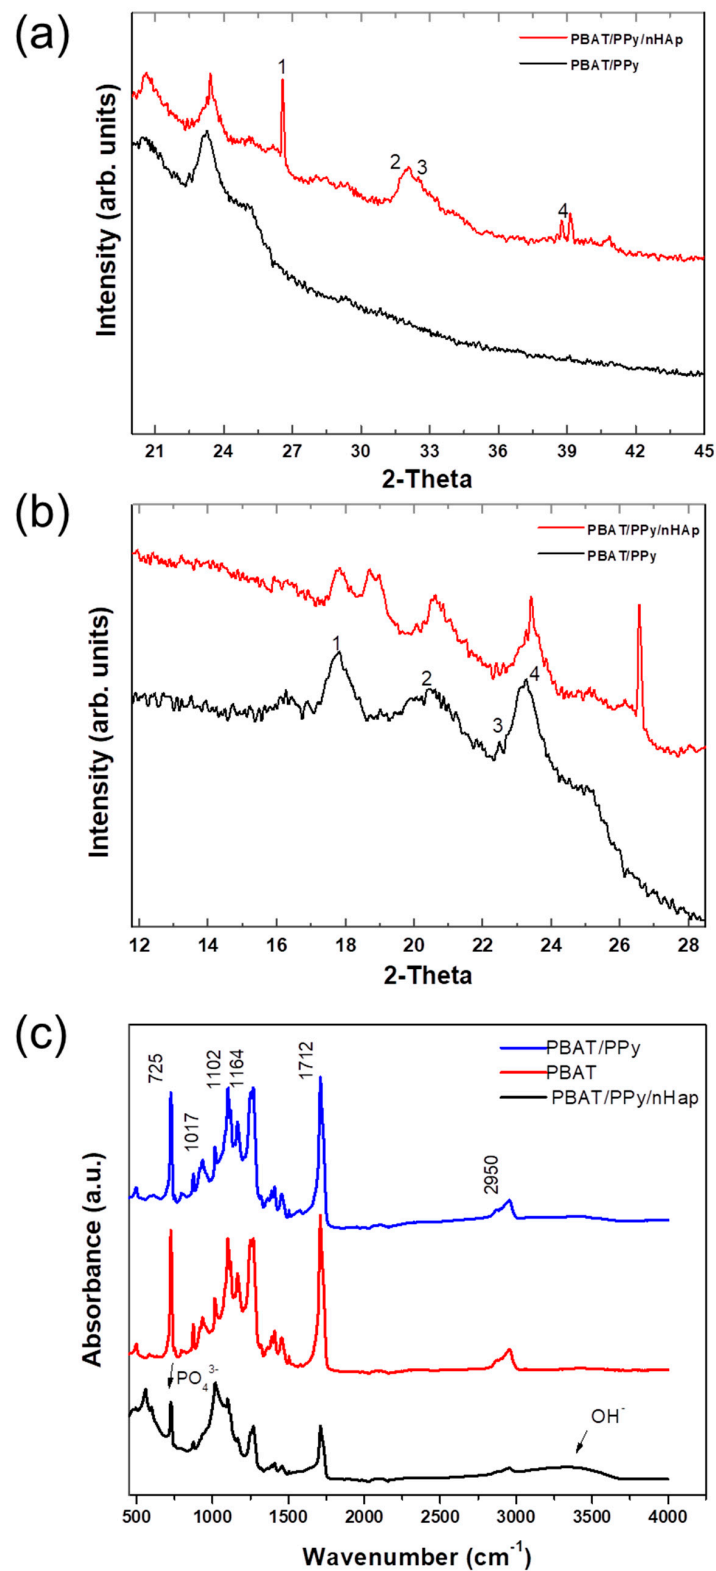 (a)
PBAT/PPy/nHAp
PBAT/PPy
1
2
3
4
Intensity (arb. units)
21 24 27 30 33 36 39 42 45
2-Theta
(b)
PBAT/PPy/nHAp
PBAT/PPy
1
2
3
4
Intensity (arb. units)
12 14 16 18 20 22 24 26 28
2-Theta
(c)
PBAT/PPy
PBAT
PBAT/PPy/nHap
725
1017
1102
1164
1712
2950
PO₄³⁻
OH⁻
Absorbance (a.u.)
500 1000 1500 2000 2500 3000 3500 4000
Wavenumber (cm⁻¹)